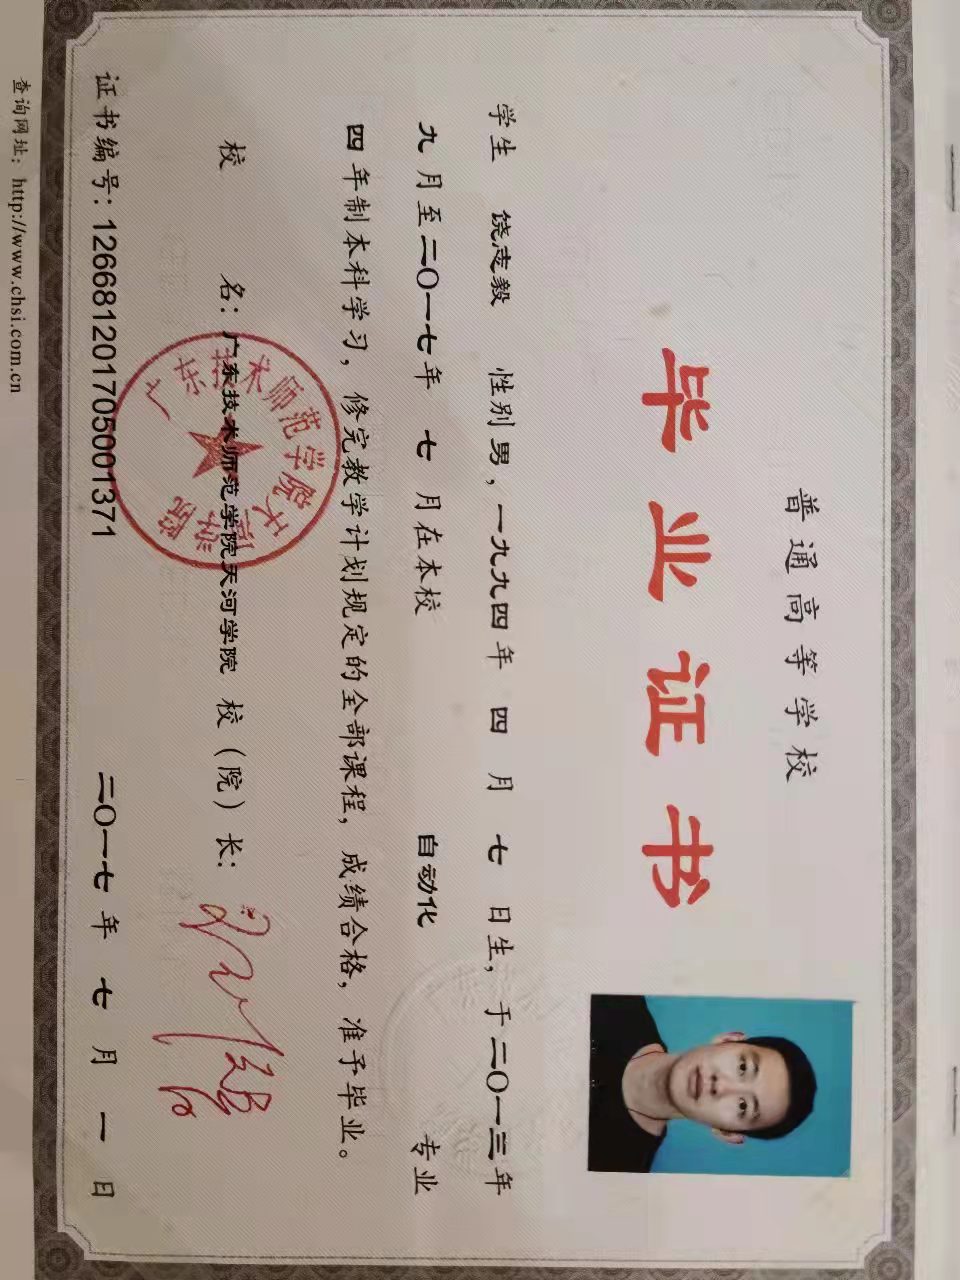 普通高等学校
毕业证书
学生 饶志毅 性别男，一九九四年 四 月 七 日生，于二〇一三年
九月至二〇一七年 七 月在本校 自动化 专业
四年制本科学习，修完教学计划规定的全部课程，成绩合格，准予毕业。
校 名：广东技术师范学院天河学院 校（院）长：
广东技术师范学院天河学院
证书编号：126681201705001371 二〇一七年 七 月 一 日
查询网址：http://www.chsi.com.cn